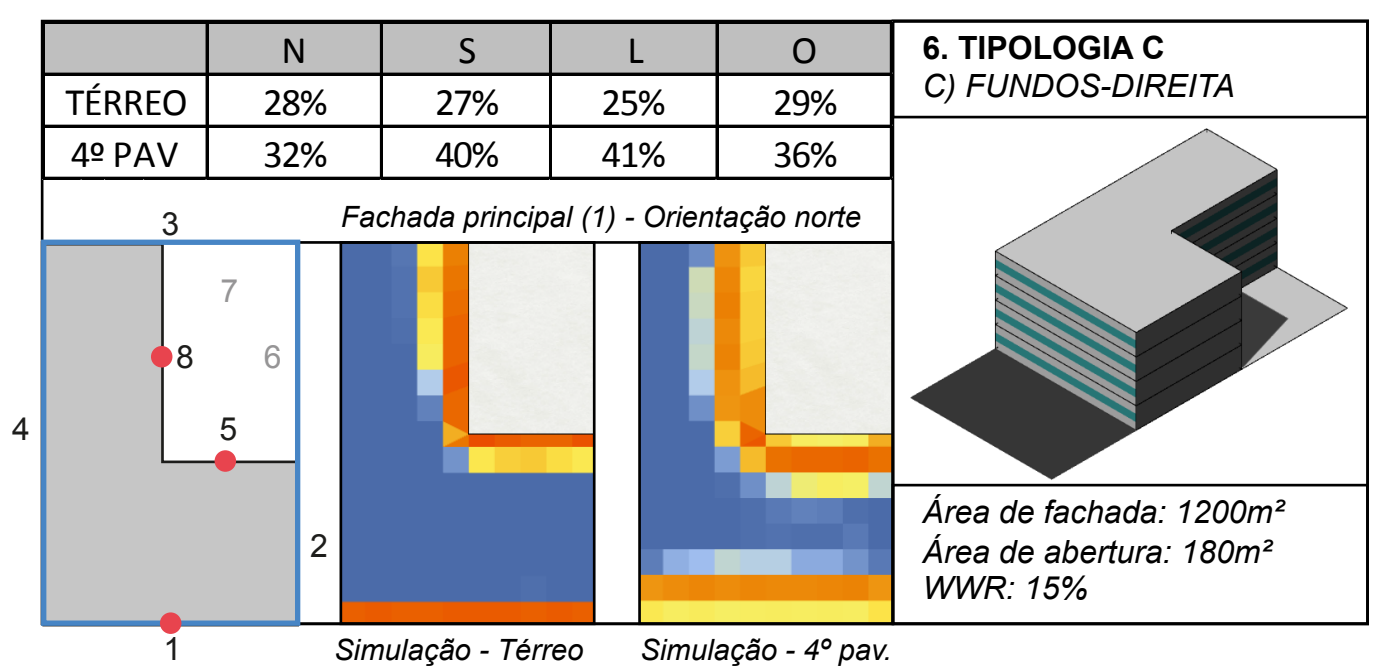 N S L O
TÉRREO 28% 27% 25% 29%
4º PAV 32% 40% 41% 36%
6. TIPOLOGIA C
C) FUNDOS-DIREITA
Fachada principal (1) - Orientação norte
3
7
8 6
4
5
2
1
Simulação - Térreo
Simulação - 4º pav.
Área de fachada: 1200m²
Área de abertura: 180m²
WWR: 15%